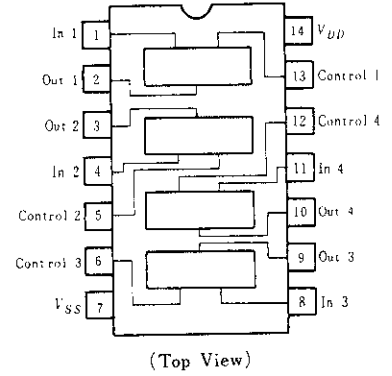 In 1 1
Out 1 2
Out 2 3
In 2 4
Control 2 5
Control 3 6
VSS 7
14 VDD
13 Control 1
12 Control 4
11 In 4
10 Out 4
9 Out 3
8 In 3
(Top View)